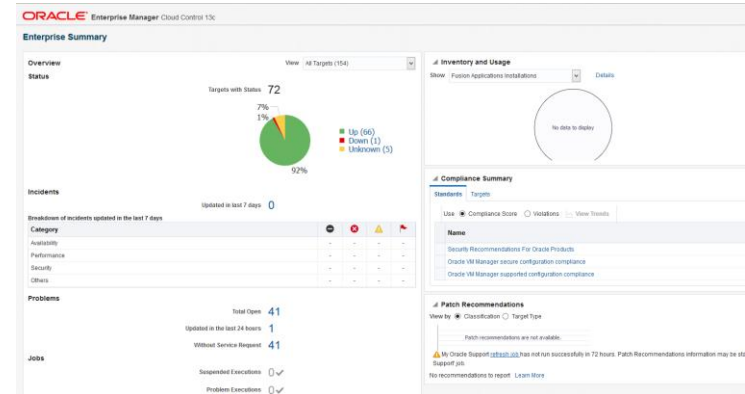 ORACLE Enterprise Manager Cloud Control 13c
Enterprise Summary
Overview
View All Targets (154)
Status
Targets with Status 72
7%
1%
92%
Up (66)
Down (1)
Unknown (5)
Incidents
Updated in last 7 days 0
Breakdown of incidents updated in the last 7 days
Category
Availability - - - -
Performance - - - -
Security - - - -
Others - - - -
Problems
Total Open 41
Updated in the last 24 hours 1
Without Service Request 41
Jobs
Suspended Executions 0
Problem Executions 0
Inventory and Usage
Show Fusion Applications Installations Details
No data to display
Compliance Summary
Standards Targets
Use Compliance Score Violations View Trends
Name
Security Recommendations For Oracle Products
Oracle VM Manager secure configuration compliance
Oracle VM Manager supported configuration compliance
Patch Recommendations
View by Classification Target Type
Patch recommendations are not available.
My Oracle Support refresh job has not run successfully in 72 hours. Patch Recommendations information may be sta
Support job.
No recommendations to report Learn More